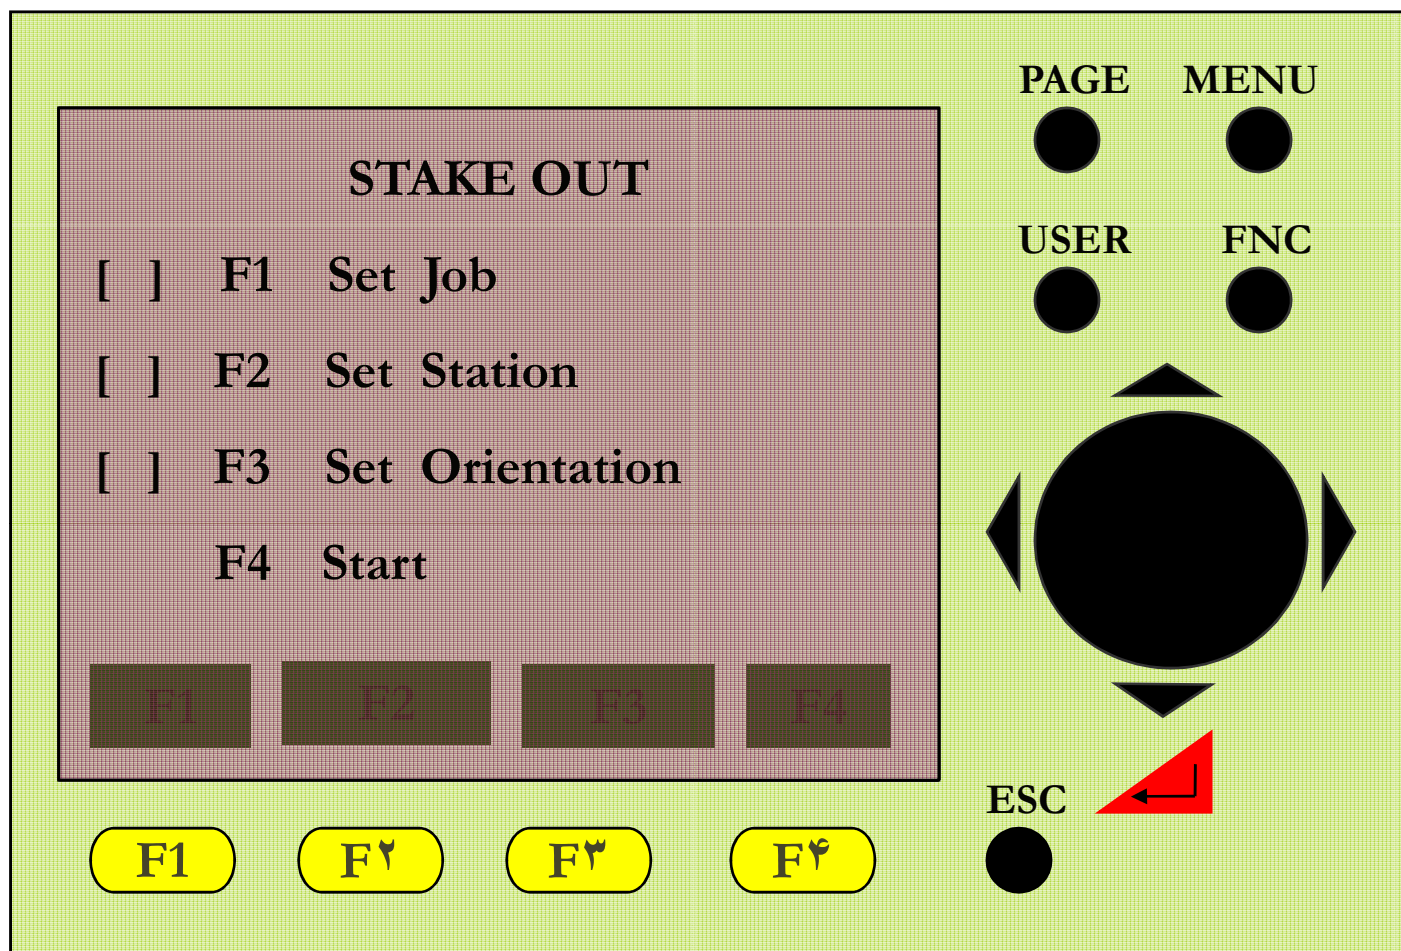 PAGE MENU
STAKE OUT
USER FNC
[ ] F1 Set Job
[ ] F2 Set Station
[ ] F3 Set Orientation
F4 Start
F1 F2 F3 F4
ESC
F1 F۲ F۳ F۴